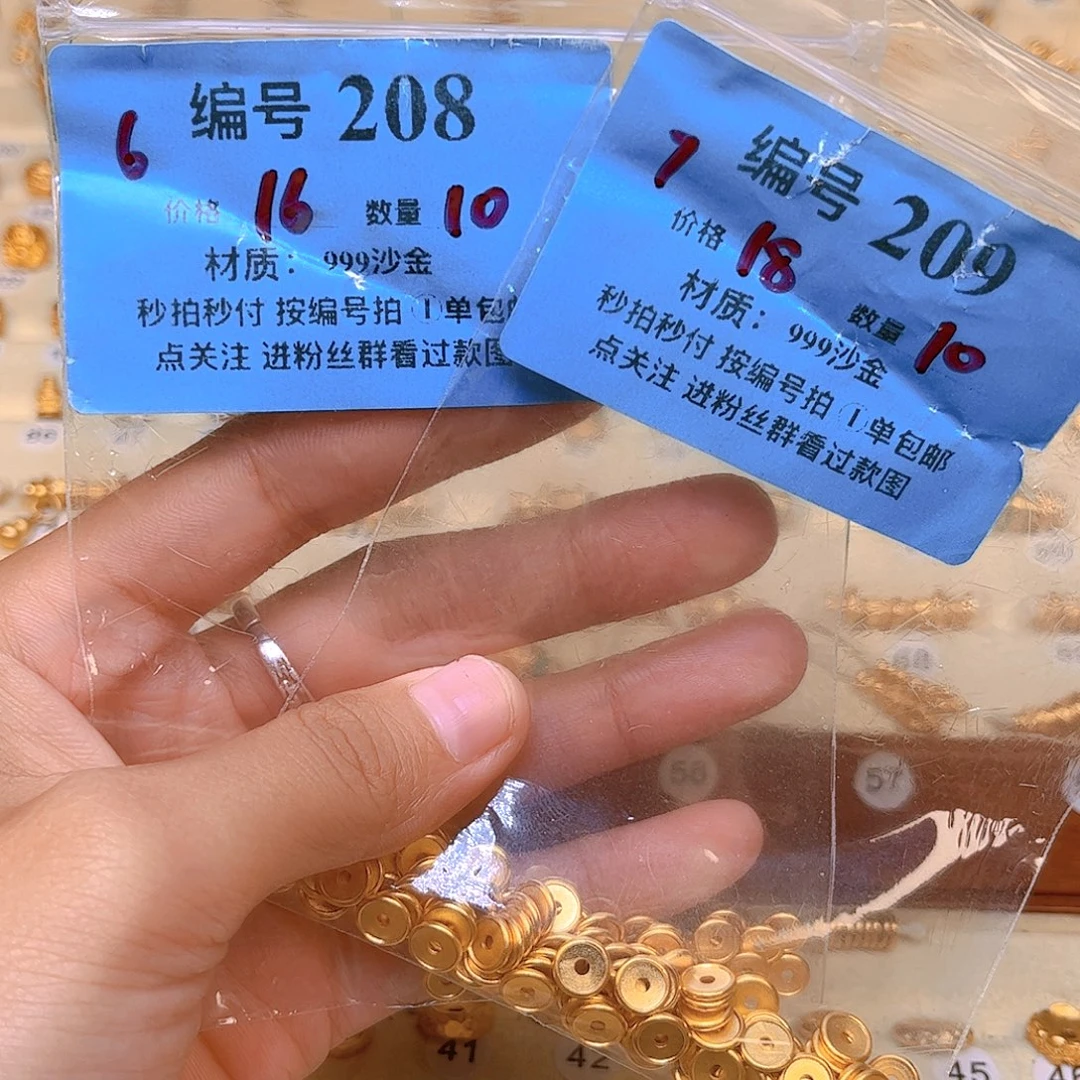 编号 208
6
价格 16 数量 10
材质： 999沙金
秒拍秒付 按编号拍 ①单包
点关注 进粉丝群看过款图
编号 209
7
价格 18 数量 10
材质： 999沙金
秒拍秒付 按编号拍 ①单包邮
点关注 进粉丝群看过款图
57
41
42
45